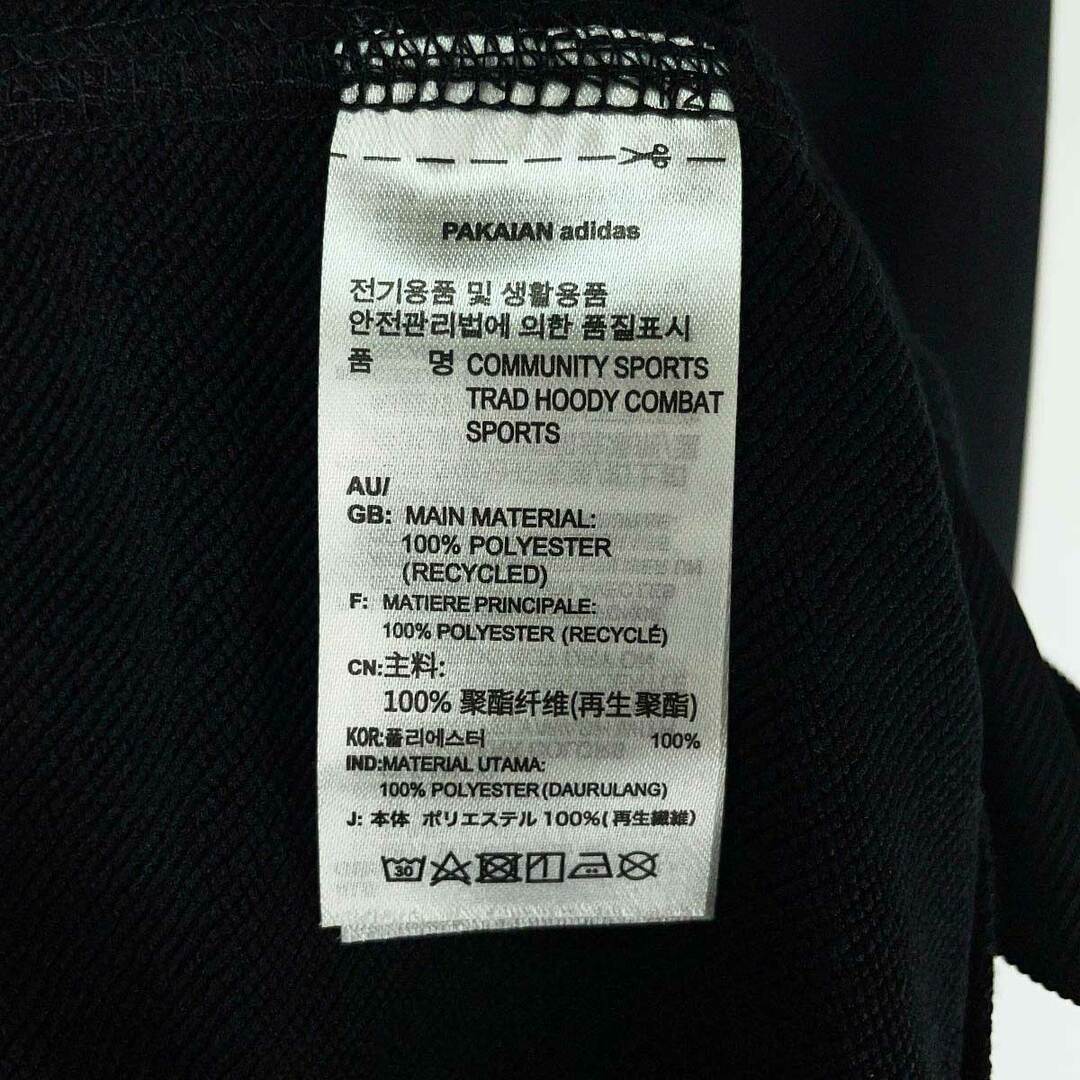 PAKAIAN adidas
전기용품 및 생활용품
안전관리법에 의한 품질표시
품 명 COMMUNITY SPORTS
TRAD HOODY COMBAT
SPORTS
AU/
GB: MAIN MATERIAL:
100% POLYESTER
(RECYCLED)
F: MATIERE PRINCIPALE:
100% POLYESTER (RECYCLÉ)
CN:主料:
100% 聚酯纤维(再生聚酯)
KOR:폴리에스터 100%
IND:MATERIAL UTAMA:
100% POLYESTER(DAURULANG)
J: 本体 ポリエステル 100%(再生繊維)
30